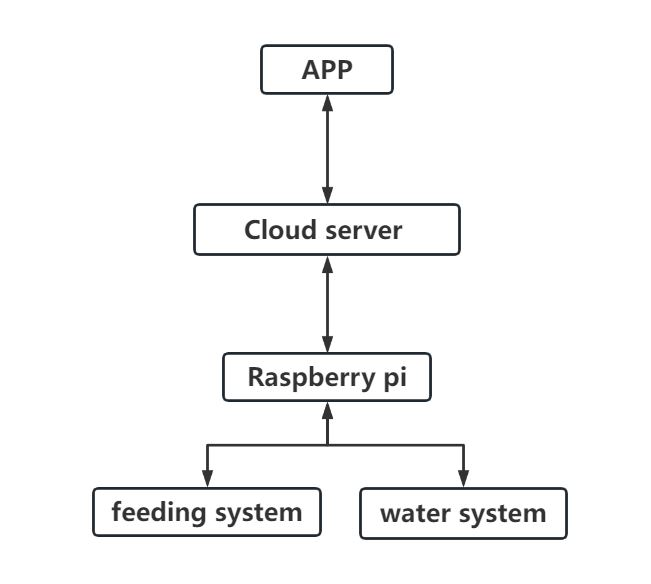 APP
Cloud server
Raspberry pi
feeding system
water system